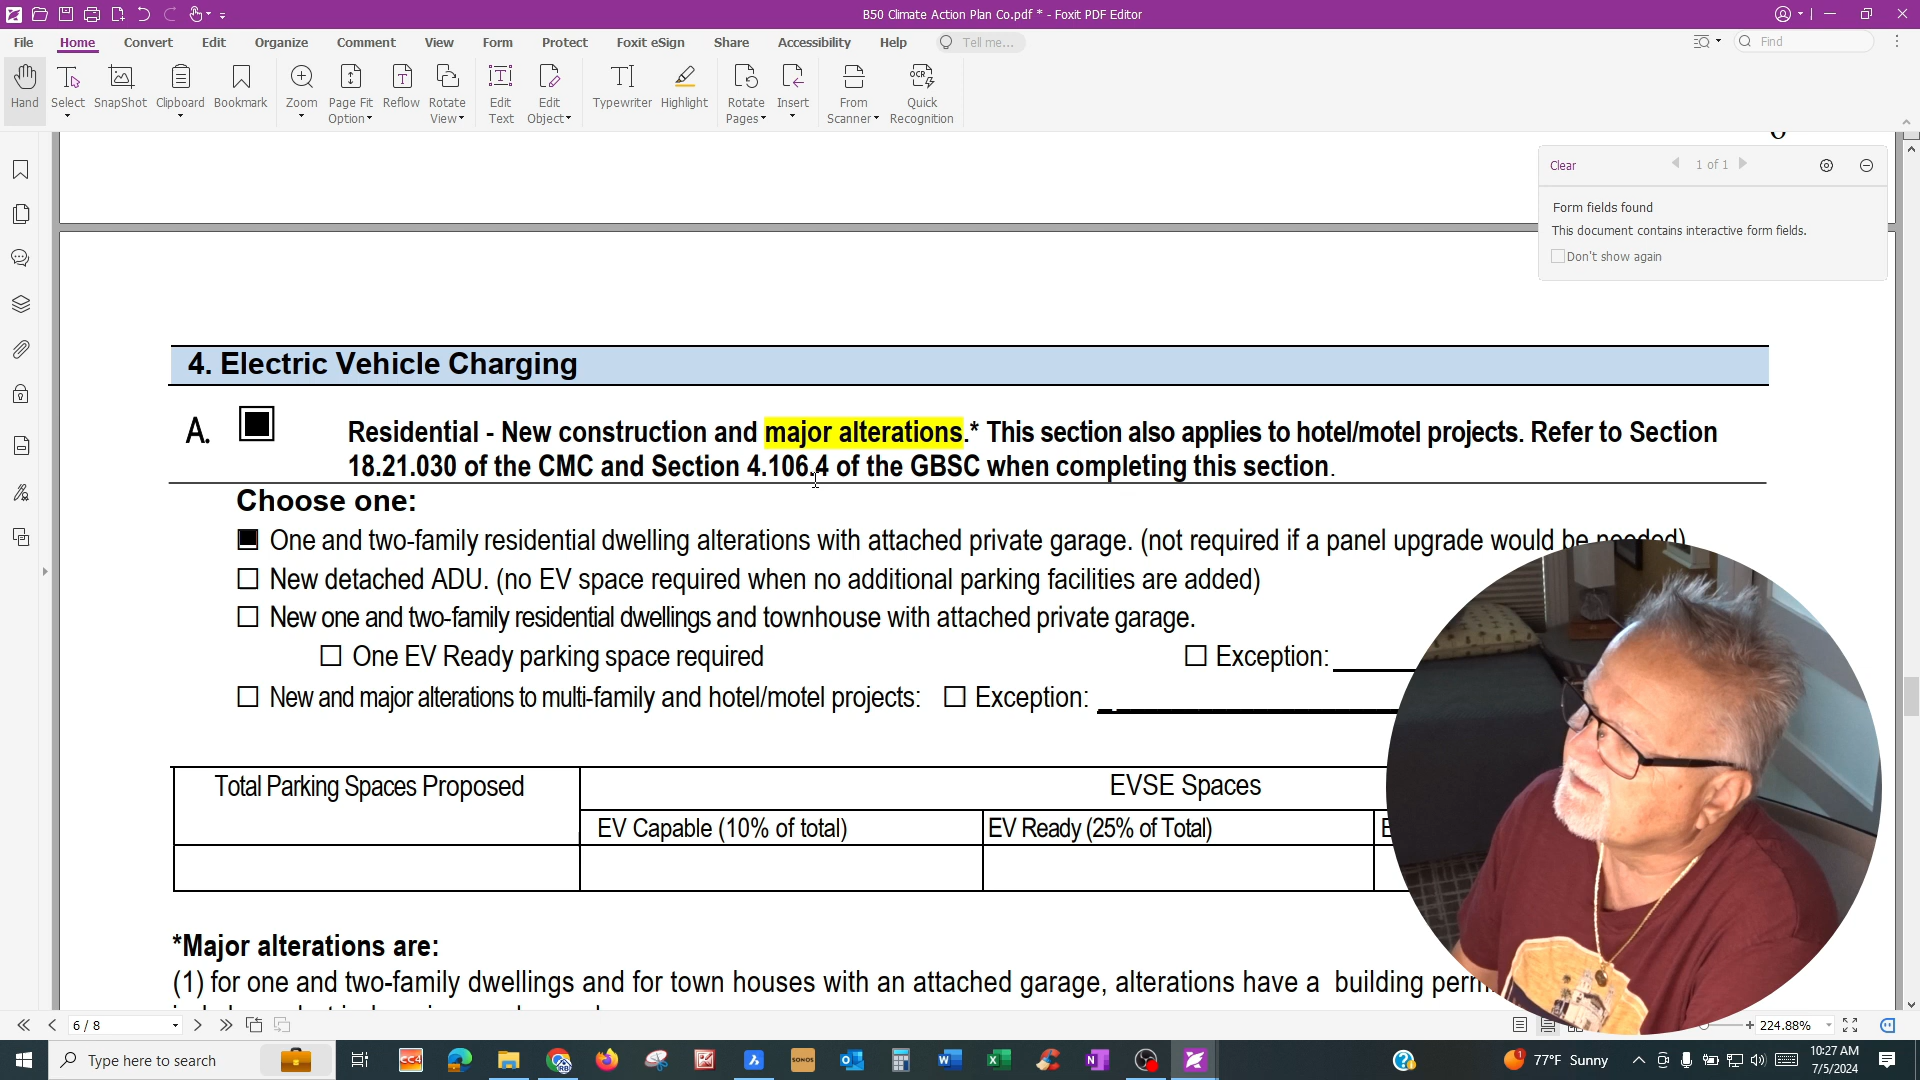 B50 Climate Action Plan Co.pdf * - Foxit PDF Editor
File Home Convert Edit Organize Comment View Form Protect Foxit eSign Share Accessibility Help Tell me... Find
Hand Select SnapShot Clipboard Bookmark Zoom Page Fit Option Reflow Rotate View Edit Text Edit Object Typewriter Highlight Rotate Pages Insert From Scanner Quick Recognition
Clear 1 of 1
Form fields found
This document contains interactive form fields.
Don't show again
4. Electric Vehicle Charging
A. Residential - New construction and major alterations.* This section also applies to hotel/motel projects. Refer to Section
18.21.030 of the CMC and Section 4.106.4 of the GBSC when completing this section.
Choose one:
One and two-family residential dwelling alterations with attached private garage. (not required if a panel upgrade would be needed)
New detached ADU. (no EV space required when no additional parking facilities are added)
New one and two-family residential dwellings and townhouse with attached private garage.
One EV Ready parking space required Exception:
New and major alterations to multi-family and hotel/motel projects: Exception:
Total Parking Spaces Proposed EVSE Spaces
EV Capable (10% of total) EV Ready (25% of Total)
*Major alterations are:
(1) for one and two-family dwellings and for town houses with an attached garage, alterations have a building
6 / 8 224.88%
Type here to search CC4 SONOS 1 77°F Sunny 10:27 AM
7/5/2024